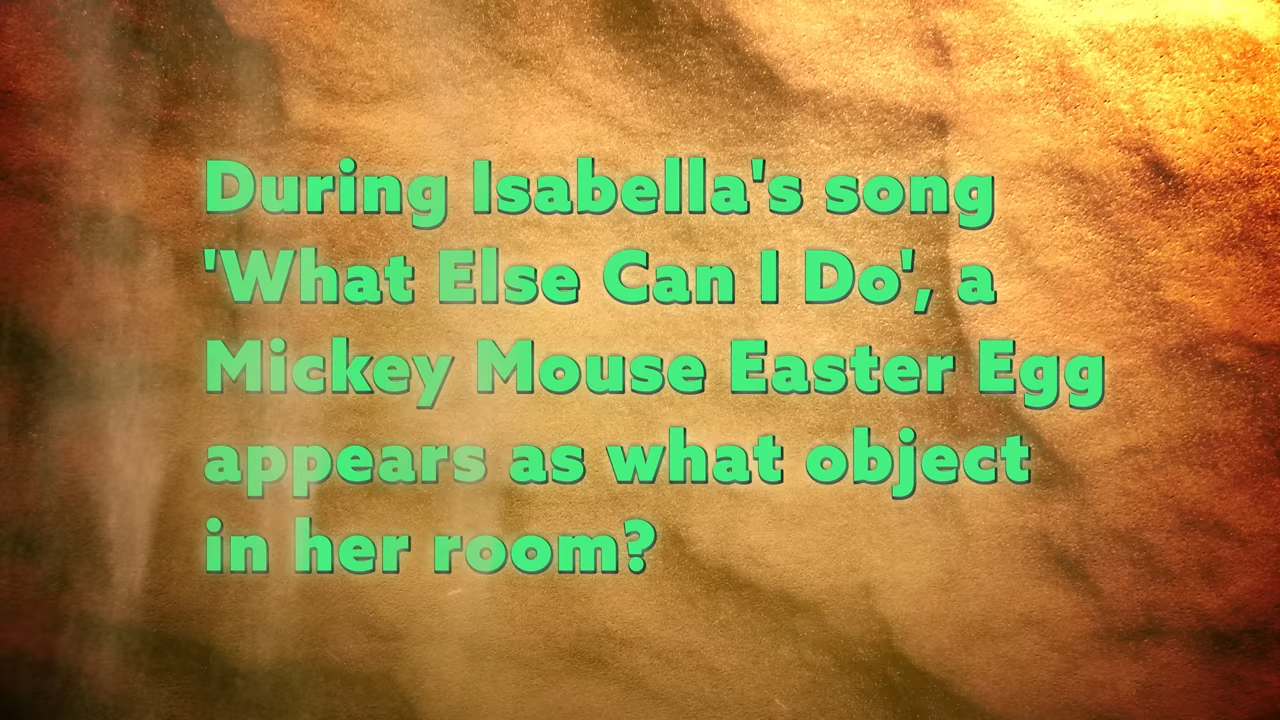 During Isabella's song
'What Else Can I Do', a
Mickey Mouse Easter Egg
appears as what object
in her room?